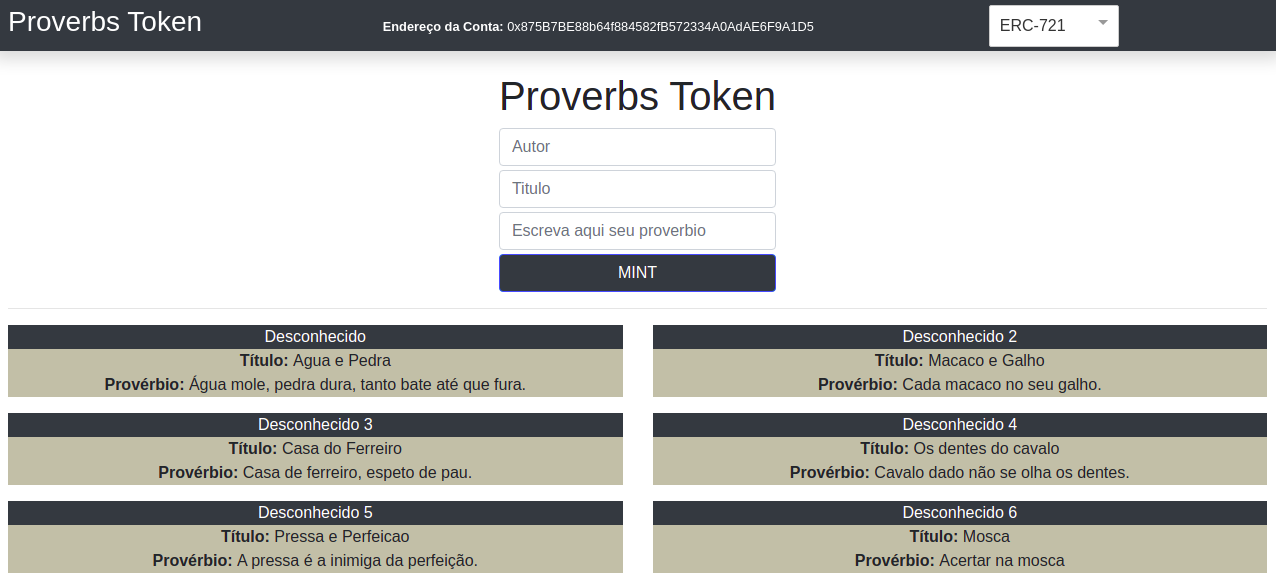 Proverbs Token
Endereço da Conta: 0x875B7BE88b64f884582fB572334A0AdAE6F9A1D5
ERC-721
Proverbs Token
Autor
Titulo
Escreva aqui seu proverbio
MINT
Desconhecido
Título: Agua e Pedra
Provérbio: Água mole, pedra dura, tanto bate até que fura.
Desconhecido 2
Título: Macaco e Galho
Provérbio: Cada macaco no seu galho.
Desconhecido 3
Título: Casa do Ferreiro
Provérbio: Casa de ferreiro, espeto de pau.
Desconhecido 4
Título: Os dentes do cavalo
Provérbio: Cavalo dado não se olha os dentes.
Desconhecido 5
Título: Pressa e Perfeicao
Provérbio: A pressa é a inimiga da perfeição.
Desconhecido 6
Título: Mosca
Provérbio: Acertar na mosca